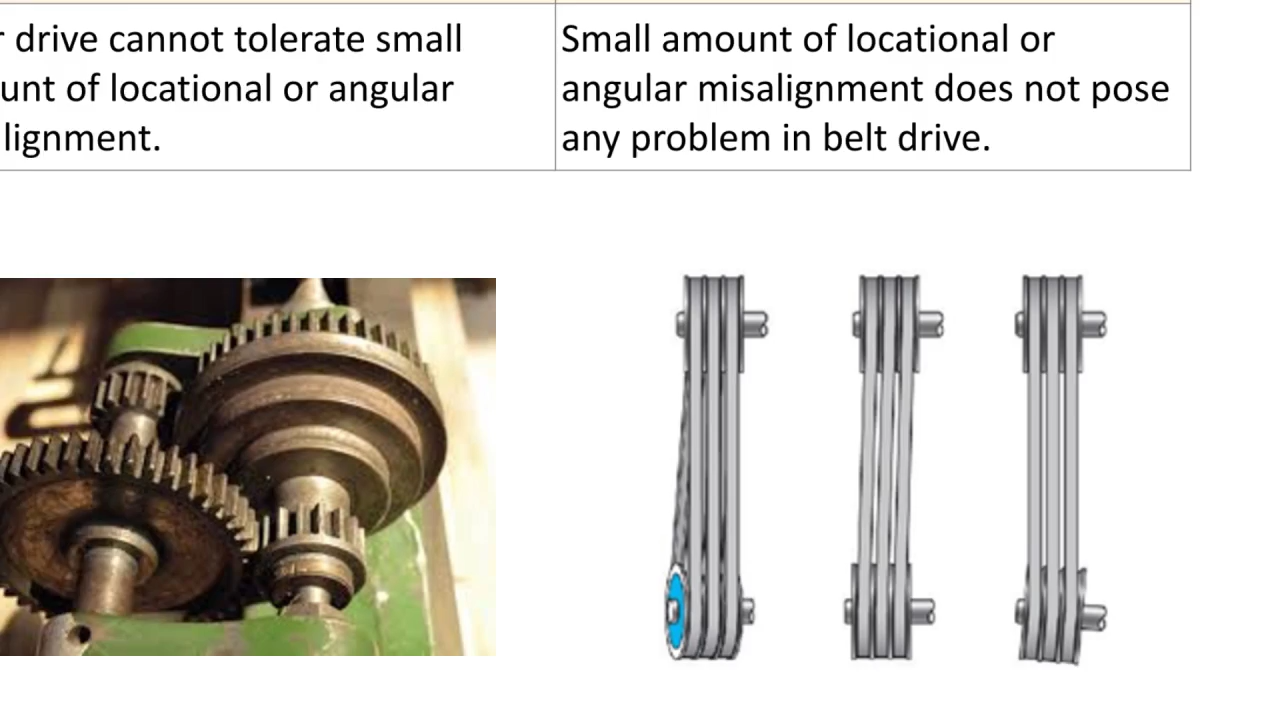 r drive cannot tolerate small
unt of locational or angular
lignment.
Small amount of locational or
angular misalignment does not pose
any problem in belt drive.